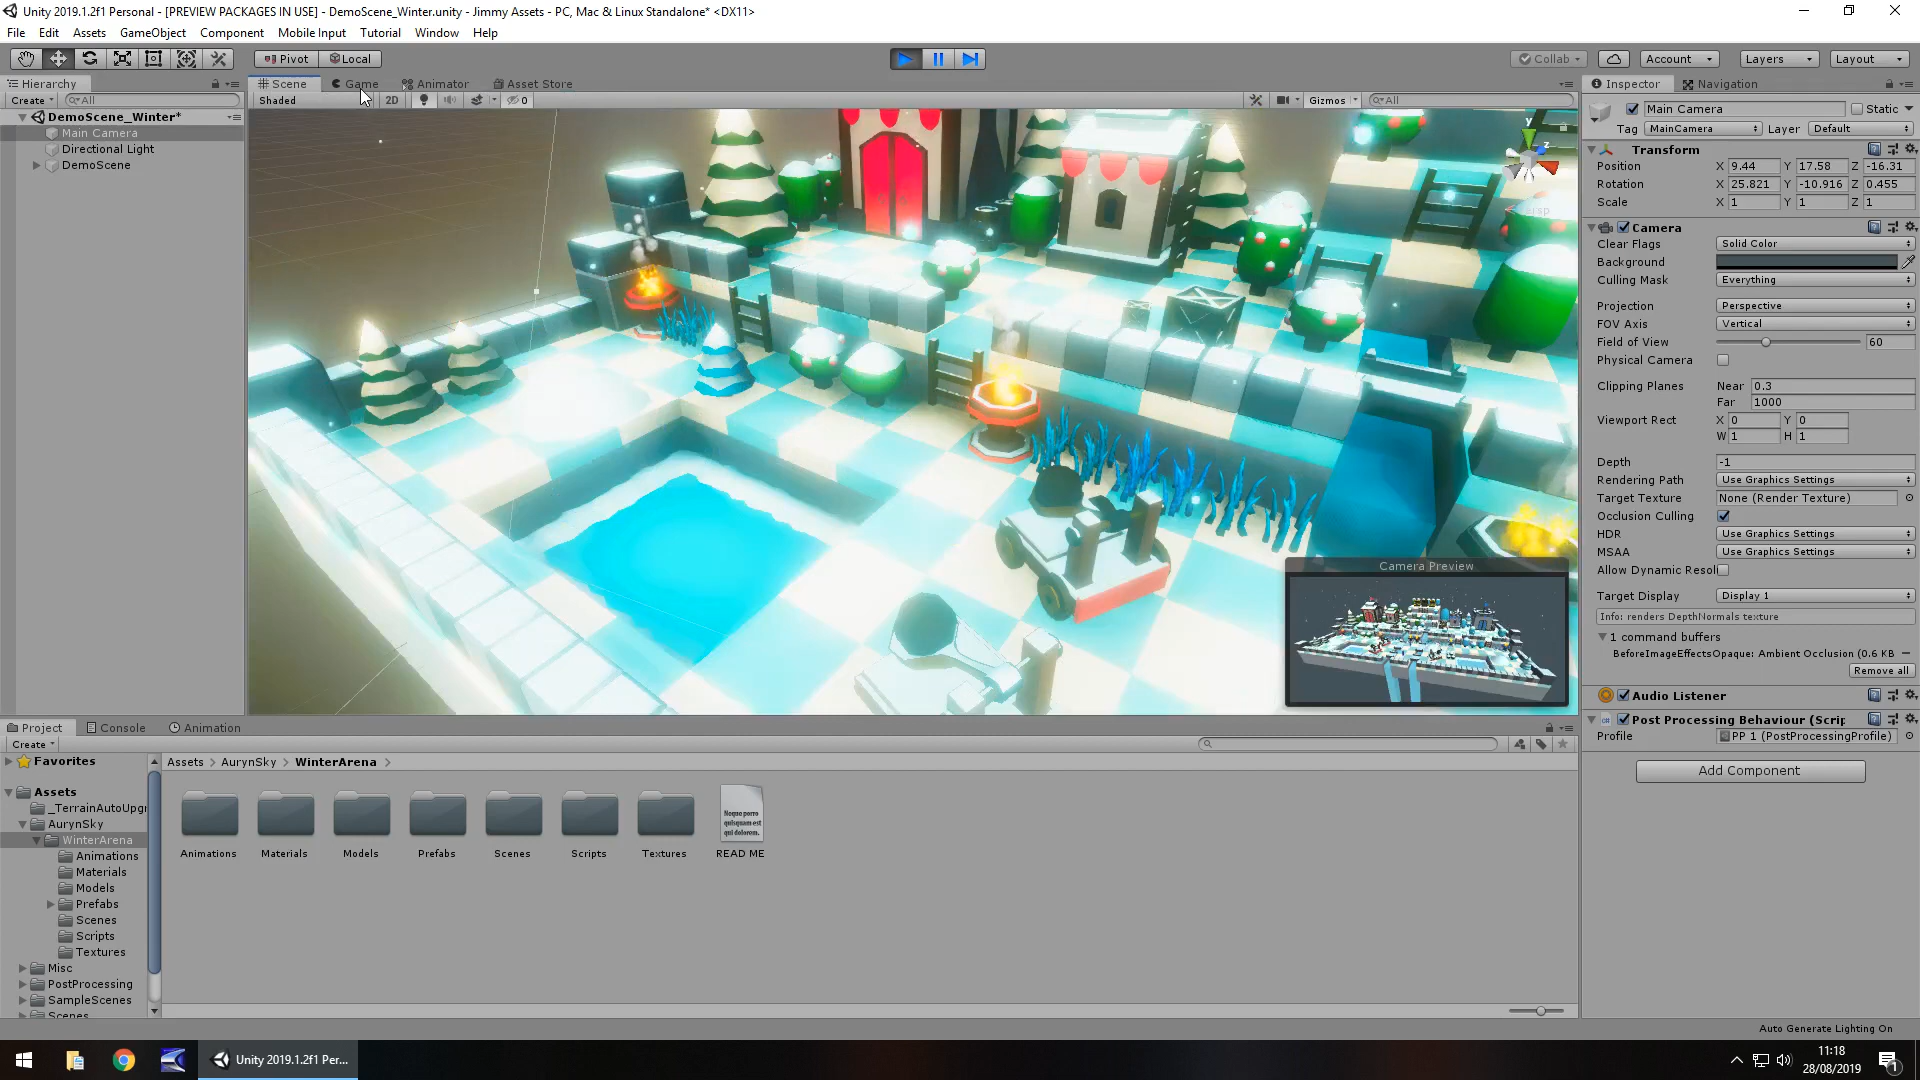 Unity 2019.1.2f1 Personal - [PREVIEW PACKAGES IN USE] - DemoScene_Winter.unity - Jimmy Assets - PC, Mac & Linux Standalone* <DX11>
File Edit Assets GameObject Component Mobile Input Tutorial Window Help
Pivot Local Collab Account Layers Layout
Hierarchy Scene Game Animator Asset Store Inspector Navigation
Create All Shaded 2D 0 Gizmos All
DemoScene_Winter*
Main Camera
Directional Light
DemoScene
y
z
Main Camera Static
Tag MainCamera Layer Default
Transform
Position X 9.44 Y 17.58 Z -16.31
Rotation X 25.821 Y -10.916 Z 0.455
Scale X 1 Y 1 Z 1
Camera
Clear Flags Solid Color
Background
Culling Mask Everything
Projection Perspective
FOV Axis Vertical
Field of View 60
Physical Camera
Clipping Planes Near 0.3
Far 1000
Viewport Rect X 0 Y 0
W 1 H 1
Depth -1
Rendering Path Use Graphics Settings
Target Texture None (Render Texture)
Occlusion Culling
HDR Use Graphics Settings
MSAA Use Graphics Settings
Allow Dynamic Resol
Target Display Display 1
Info: renders DepthNormals texture
1 command buffers
BeforeImageEffectsOpaque: Ambient Occlusion (0.6 KB
Remove all
Audio Listener
Post Processing Behaviour (Scrip
Profile PP 1 (PostProcessingProfile)
Add Component
Camera Preview
Project Console Animation
Create
Favorites
Assets
_TerrainAutoUpgr
AurynSky
WinterArena
Animations
Materials
Models
Prefabs
Scenes
Scripts
Textures
Misc
PostProcessing
SampleScenes
Scenes
Assets > AurynSky > WinterArena >
Noque porro
quisquam est
qui dolorem.
Animations Materials Models Prefabs Scenes Scripts Textures READ ME
Auto Generate Lighting On
Unity 2019.1.2f1 Per...
11:18
28/08/2019
1